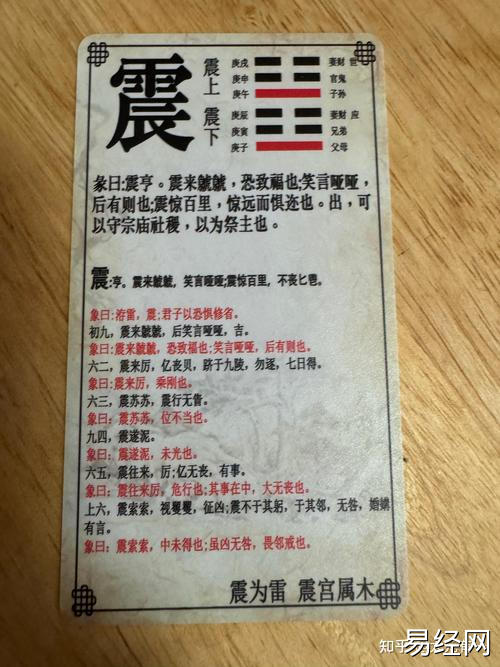 震
震上
震下
庚戌 妻财 世
庚申 官鬼
庚午 子孙
庚辰 妻财 应
庚寅 兄弟
庚子 父母
彖曰:震亨。震来虩虩，恐致福也;笑言哑哑，
后有则也;震惊百里，惊远而惧迩也。出，可
以守宗庙社稷，以为祭主也。
震:亨。震来虩虩，笑言哑哑;震惊百里，不丧匕鬯。
象曰:洊雷，震;君子以恐惧修省。
初九，震来虩虩，后笑言哑哑，吉。
象曰:震来虩虩，恐致福也;笑言哑哑，后有则也。
六二，震来厉，亿丧贝，跻于九陵，勿逐，七日得。
象曰:震来厉，乘刚也。
六三，震苏苏，震行无眚。
象曰：震苏苏，位不当也。
九四，震遂泥。
象曰：震遂泥，未光也。
六五，震往来，厉;亿无丧，有事。
象曰：震往来厉，危行也;其事在中，大无丧也。
上六，震索索，视矍矍，征凶;震不于其躬，于其邻，无咎，婚媾
有言。
象曰：震索索，中未得也;虽凶无咎，畏邻戒也。
震为雷 震宫属木
知乎
易经网